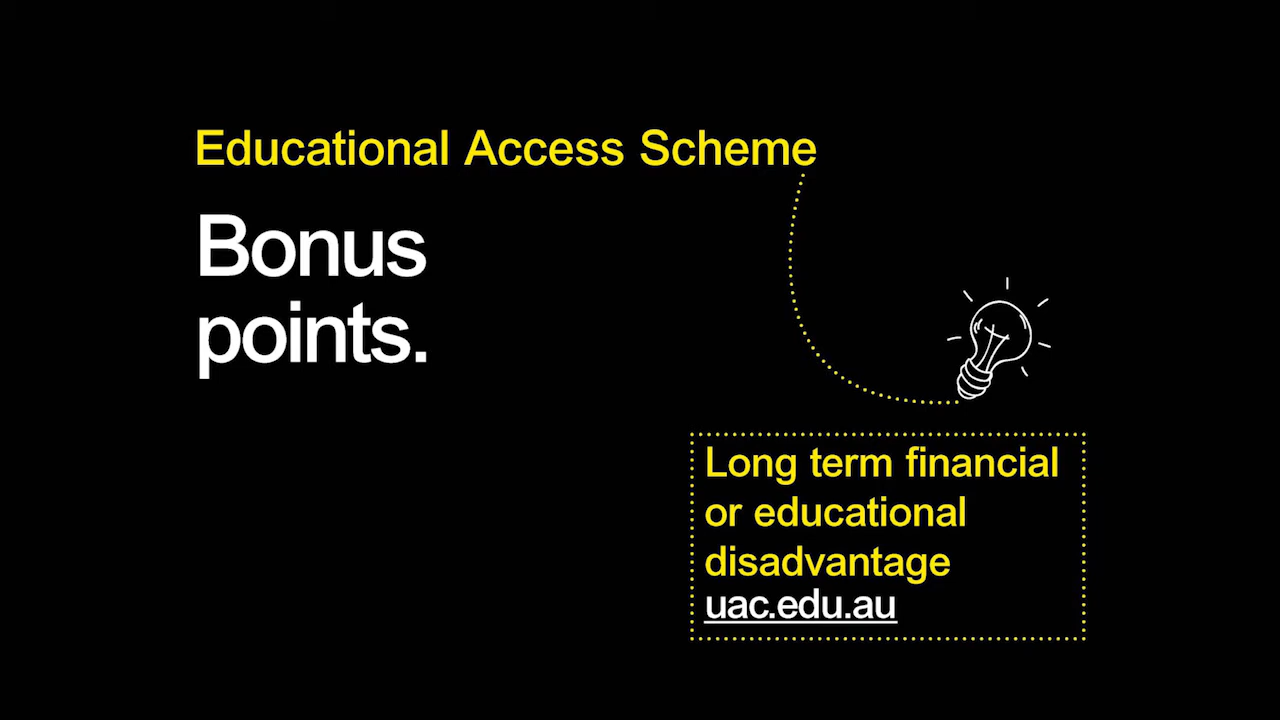 Educational Access Scheme
Bonus
points.
Long term financial
or educational
disadvantage
uac.edu.au